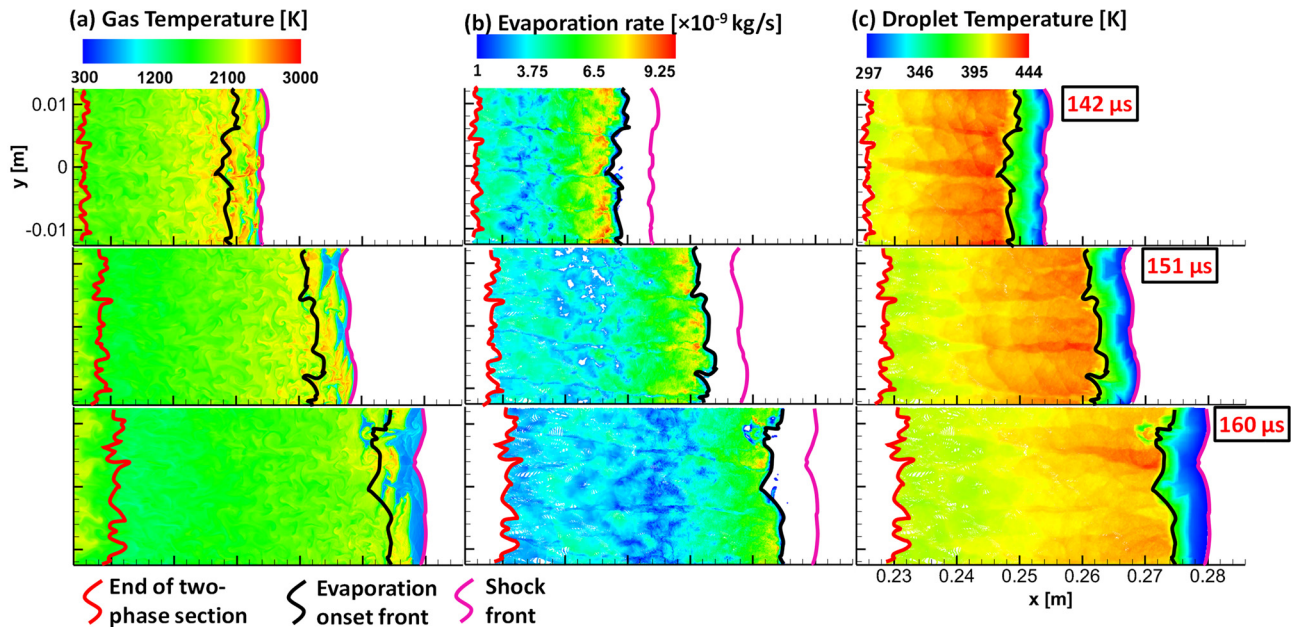 (a) Gas Temperature [K]
300 1200 2100 3000
(b) Evaporation rate [×10⁻⁹ kg/s]
1 3.75 6.5 9.25
(c) Droplet Temperature [K]
297 346 395 444
y [m]
0.01
0
-0.01
142 µs
151 µs
160 µs
0.23 0.24 0.25 0.26 0.27 0.28
x [m]
End of two-
phase section
Evaporation
onset front
Shock
front